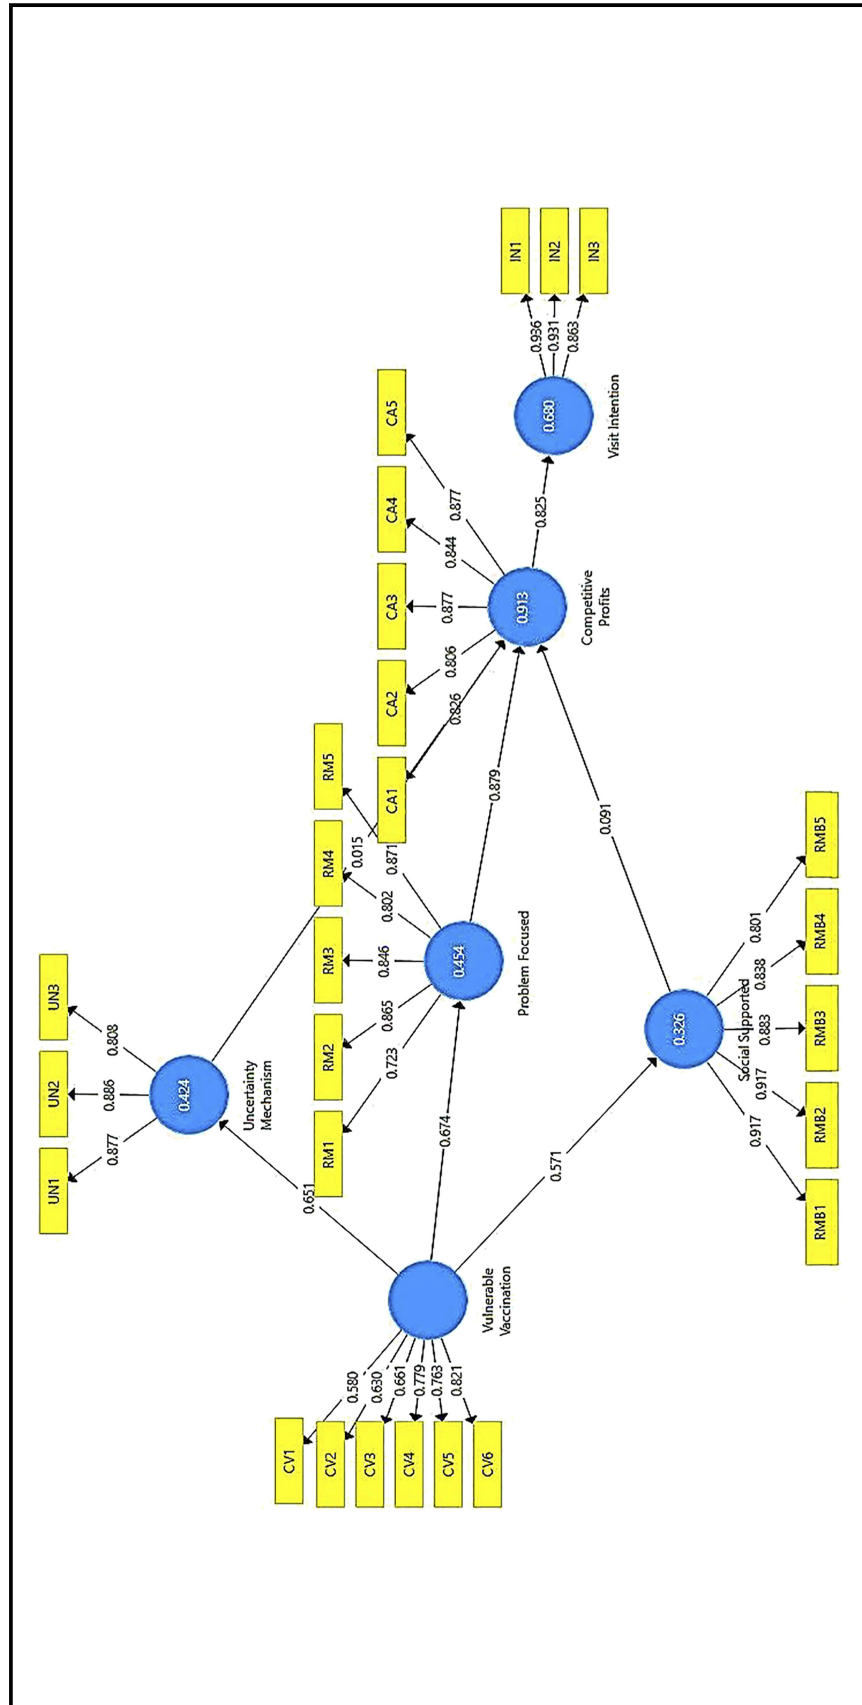 UN1
UN2
UN3
0.877
0.886
0.808
0.424
Uncertainty
Mechanism
CV1
CV2
CV3
CV4
CV5
CV6
0.580
0.630
0.661
0.779
0.763
0.821
Vulnerable
Vaccination
0.651
0.674
0.571
RM1
RM2
RM3
RM4
RM5
0.723
0.865
0.846
0.802
0.871
0.454
Problem Focused
0.015
0.879
0.091
CA1
CA2
CA3
CA4
CA5
0.826
0.806
0.877
0.844
0.877
0.913
Competitive
Profits
0.825
0.680
Visit Intention
0.936
0.931
0.863
IN1
IN2
IN3
0.326
Social Supported
0.917
0.917
0.883
0.838
0.801
RMB1
RMB2
RMB3
RMB4
RMB5